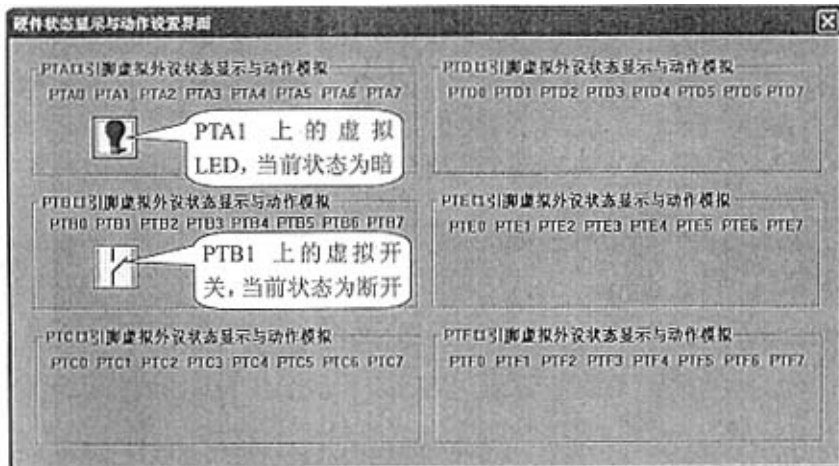 硬件状态显示与动作设置界面
PTA口引脚虚拟外设状态显示与动作模拟
PTA0 PTA1 PTA2 PTA3 PTA4 PTA5 PTA6 PTA7
PTA1 上的虚拟
LED,当前状态为暗
PTB口引脚虚拟外设状态显示与动作模拟
PTB0 PTB1 PTB2 PTB3 PTB4 PTB5 PTB6 PTB7
PTB1 上的虚拟开
关,当前状态为断开
PTC口引脚虚拟外设状态显示与动作模拟
PTC0 PTC1 PTC2 PTC3 PTC4 PTC5 PTC6 PTC7
PTD口引脚虚拟外设状态显示与动作模拟
PTD0 PTD1 PTD2 PTD3 PTD4 PTD5 PTD6 PTD7
PTE口引脚虚拟外设状态显示与动作模拟
PTE0 PTE1 PTE2 PTE3 PTE4 PTE5 PTE6 PTE7
PTF口引脚虚拟外设状态显示与动作模拟
PTF0 PTF1 PTF2 PTF3 PTF4 PTF5 PTF6 PTF7